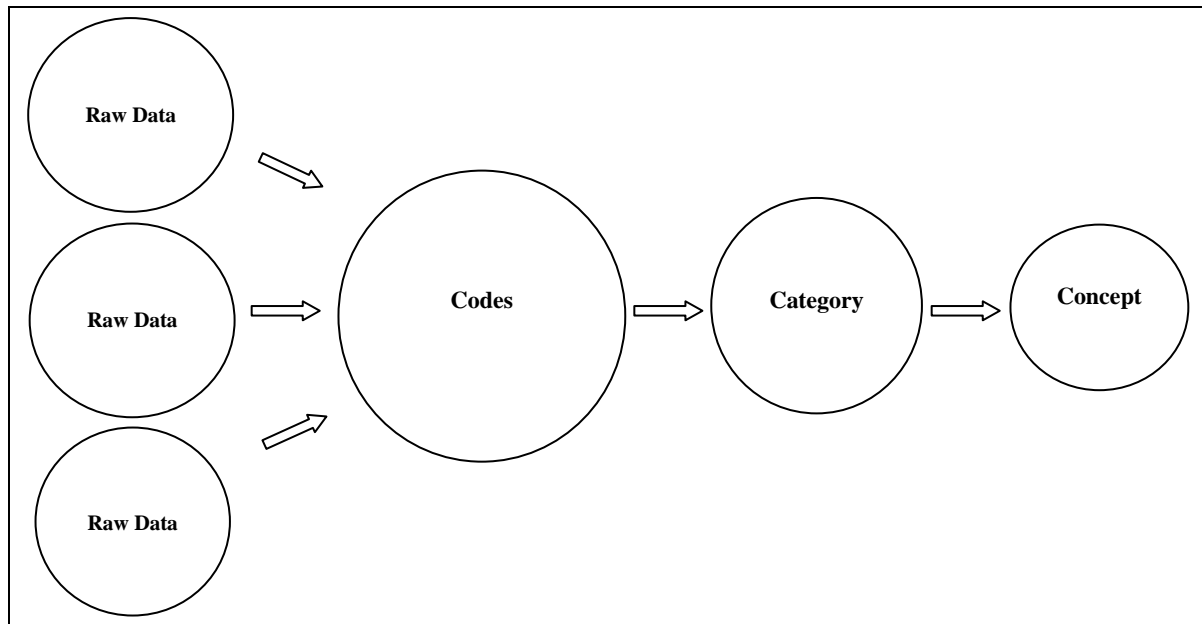 Raw Data
Raw Data
Raw Data
Codes
Category
Concept